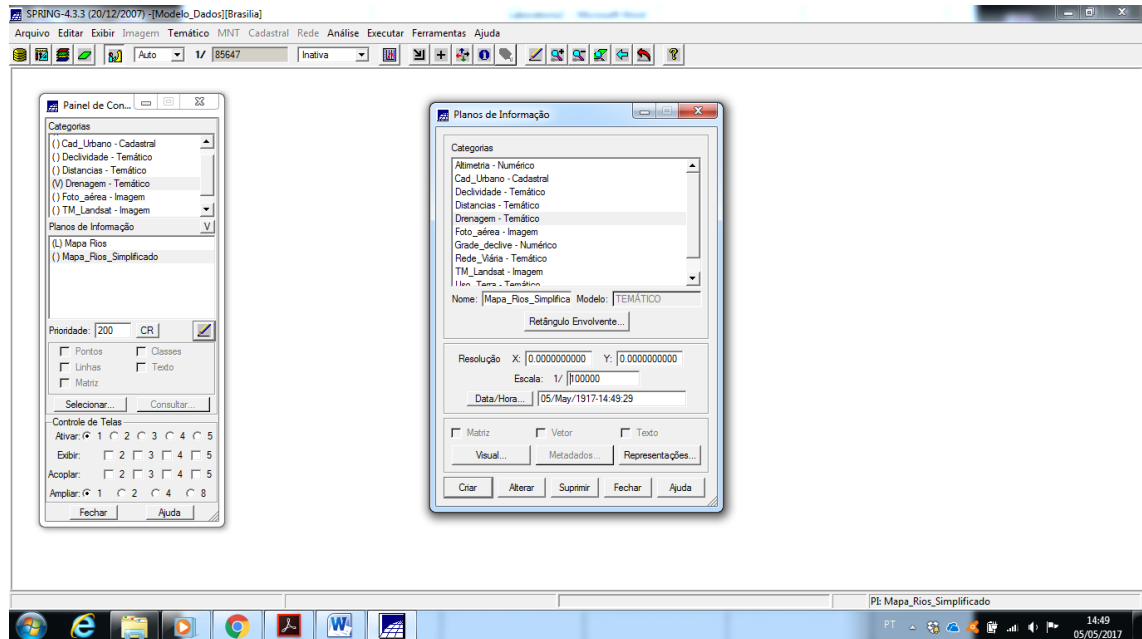 SPRING-4.3.3 (20/12/2007) -[Modelo_Dados][Brasilia]
Arquivo Editar Exibir Imagem Temático MNT Cadastral Rede Análise Executar Ferramentas Ajuda
Auto 1/ 85647 Inativa
Painel de Con...
Categorias
( ) Cad_Urbano - Cadastral
( ) Declividade - Temático
( ) Distancias - Temático
(V) Drenagem - Temático
( ) Foto_aérea - Imagem
( ) TM_Landsat - Imagem
Planos de Informação V
(L) Mapa Rios
( ) Mapa_Rios_Simplificado
Prioridade: 200 CR
Pontos Classes
Linhas Texto
Matriz
Selecionar... Consultar...
Controle de Telas
Ativar: 1 2 3 4 5
Exibir: 2 3 4 5
Acoplar: 2 3 4 5
Ampliar: 1 2 4 8
Fechar Ajuda
Planos de Informação
Categorias
Altimetria - Numérico
Cad_Urbano - Cadastral
Declividade - Temático
Distancias - Temático
Drenagem - Temático
Foto_aérea - Imagem
Grade_declive - Numérico
Rede_Viária - Temático
TM_Landsat - Imagem
Uso_Terra - Temático
Nome: Mapa_Rios_Simplifica Modelo: TEMÁTICO
Retângulo Envolvente...
Resolução X: 0.0000000000 Y: 0.0000000000
Escala: 1/ 100000
Data/Hora... 05/May/1917-14:49:29
Matriz Vetor Texto
Visual... Metadados... Representações...
Criar Alterar Suprimir Fechar Ajuda
PI: Mapa_Rios_Simplificado
PT 14:49
05/05/2017